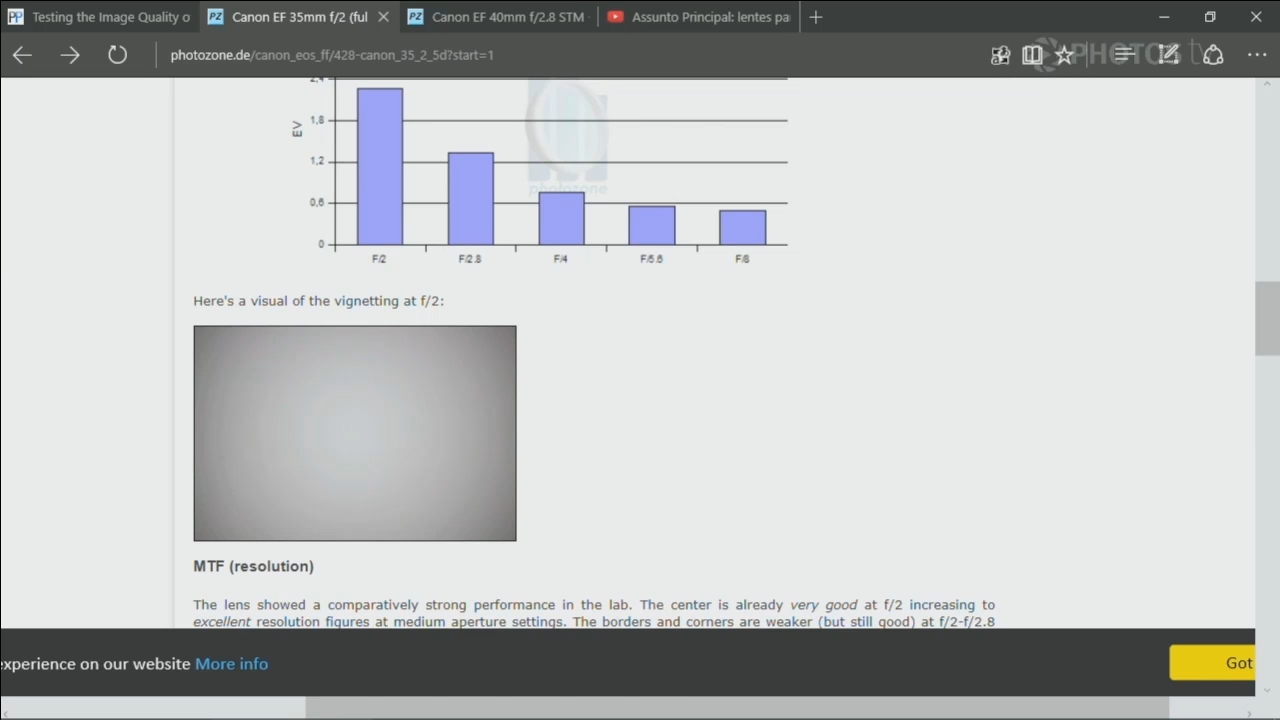 Testing the Image Quality o
Canon EF 35mm f/2 (ful
Canon EF 40mm f/2.8 STM
Assunto Principal: lentes pa
photozone.de/canon_eos_ff/428-canon_35_2_5d?start=1
PHOTOS tv
2,4
1,8
EV
1,2
0,6
0
photozone
F/2
F/2.8
F/4
F/5.6
F/8
Here's a visual of the vignetting at f/2:
MTF (resolution)
The lens showed a comparatively strong performance in the lab. The center is already very good at f/2 increasing to
excellent resolution figures at medium aperture settings. The borders and corners are weaker (but still good) at f/2-f/2.8
experience on our website More info
Got